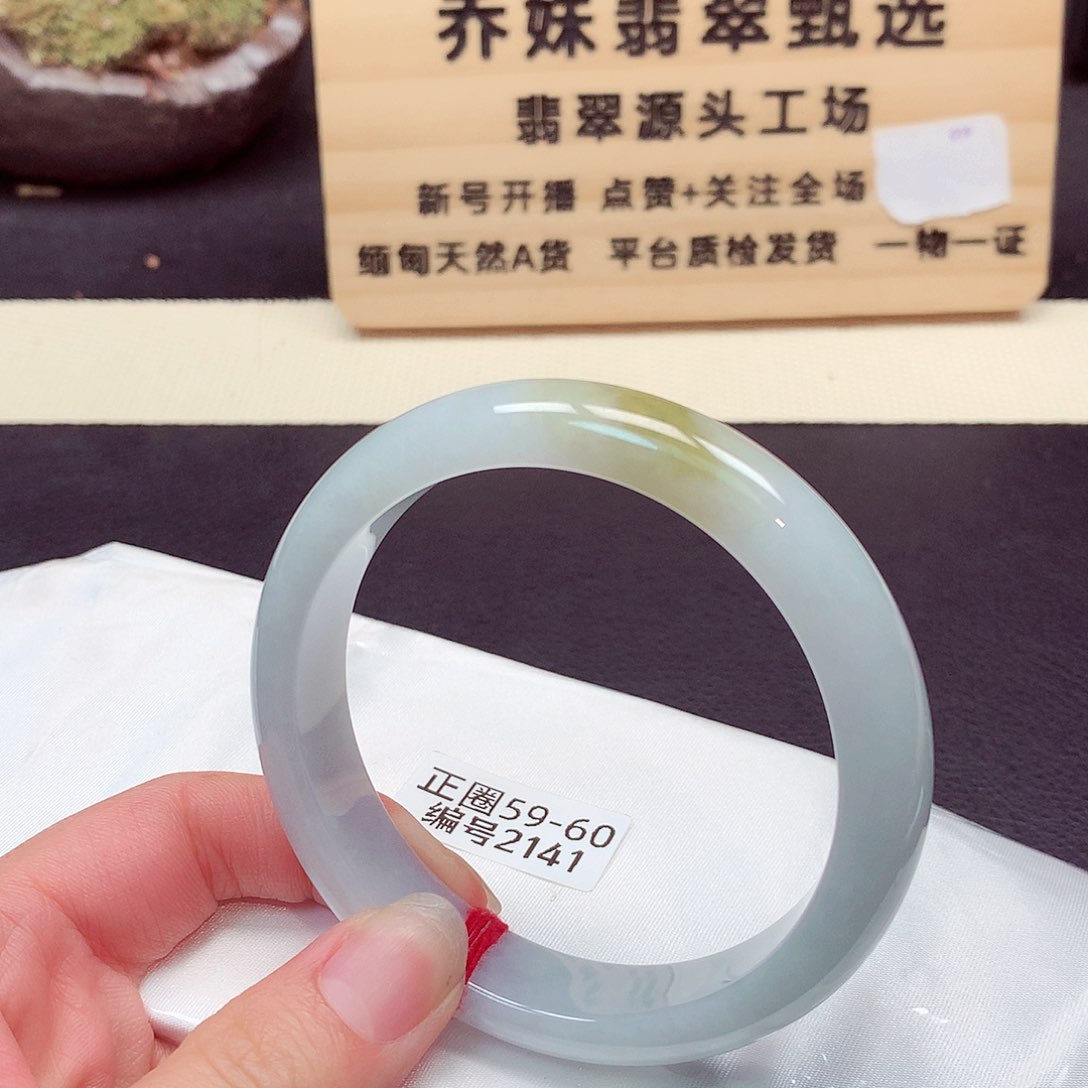 乔妹翡翠甄选
翡翠源头工场
新号开播 点赞+关注全场
缅甸天然A货 平台质检发货 一物一证
正圈59-60
编号2141